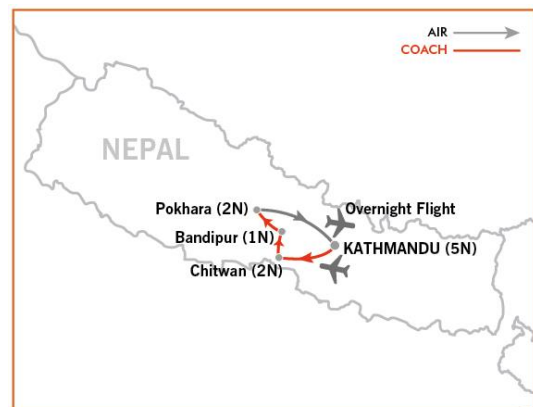 AIR
COACH
NEPAL
Pokhara (2N)
Overnight Flight
Bandipur (1N)
KATHMANDU (5N)
Chitwan (2N)